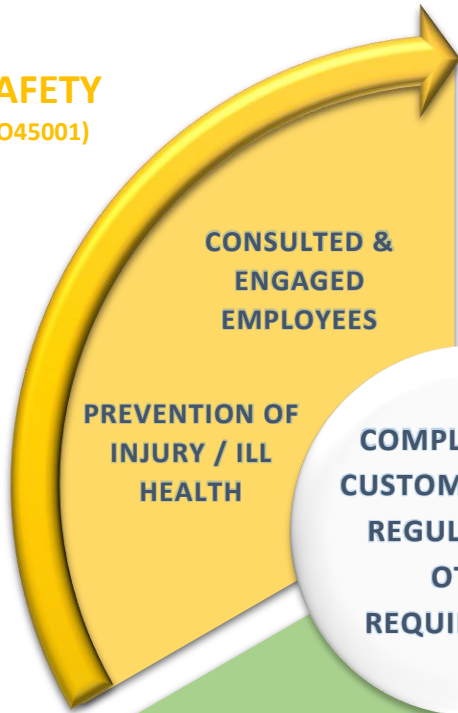 AFETY
O45001)
CONSULTED &
ENGAGED
EMPLOYEES
PREVENTION OF
INJURY / ILL
HEALTH
COMPL
CUSTOM
REGUL
OT
REQUI